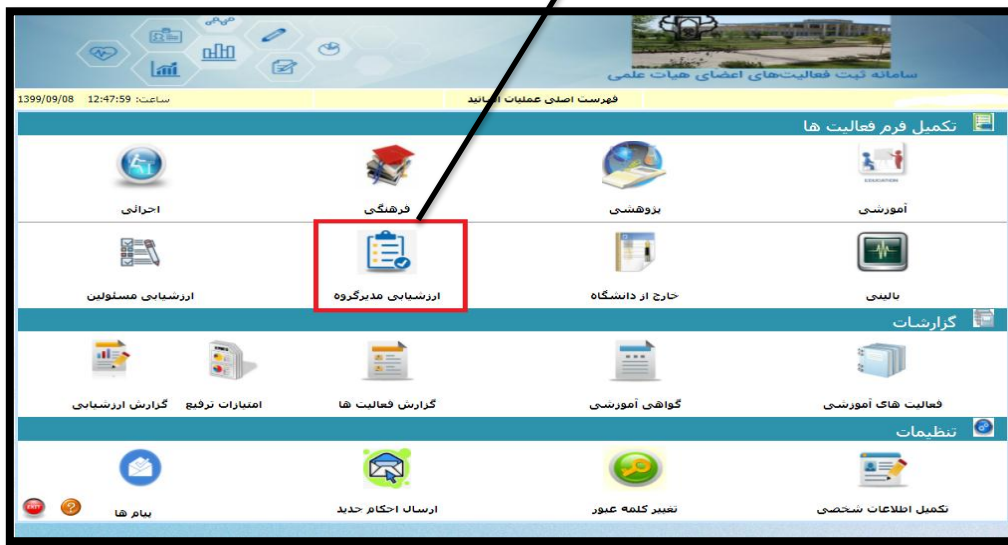 سامانه ثبت فعالیت‌های اعضای هیات علمی
فهرست اصلی عملیات اساتید
ساعت: 12:47:59 1399/09/08
تکمیل فرم فعالیت ها
EDUCATION
آموزشی پژوهشی فرهنگی اجرائی
بالینی خارج از دانشگاه ارزشیابی مدیرگروه ارزشیابی مسئولین
گزارشات
فعالیت های آموزشی گواهی آموزشی گزارش فعالیت ها امتیازات ترفیع گزارش ارزشیابی
تنظیمات
تکمیل اطلاعات شخصی تغییر کلمه عبور ارسال احکام جدید پیام ها
EXIT